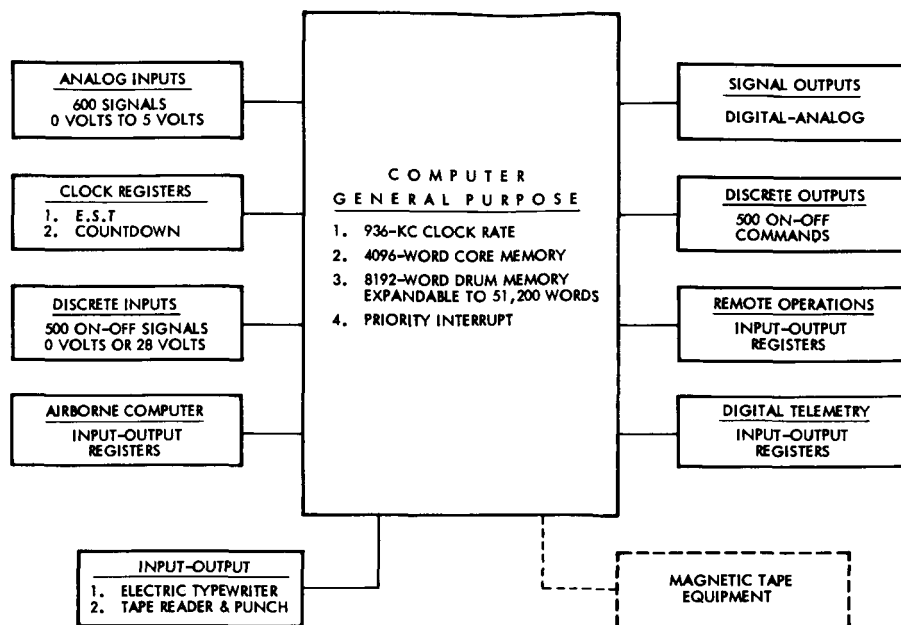 ANALOG INPUTS
600 SIGNALS
0 VOLTS TO 5 VOLTS
CLOCK REGISTERS
1. E.S.T
2. COUNTDOWN
DISCRETE INPUTS
500 ON-OFF SIGNALS
0 VOLTS OR 28 VOLTS
AIRBORNE COMPUTER
INPUT-OUTPUT
REGISTERS
COMPUTER
GENERAL PURPOSE
1. 936-KC CLOCK RATE
2. 4096-WORD CORE MEMORY
3. 8192-WORD DRUM MEMORY
EXPANDABLE TO 51,200 WORDS
4. PRIORITY INTERRUPT
SIGNAL OUTPUTS
DIGITAL-ANALOG
DISCRETE OUTPUTS
500 ON-OFF
COMMANDS
REMOTE OPERATIONS
INPUT-OUTPUT
REGISTERS
DIGITAL TELEMETRY
INPUT-OUTPUT
REGISTERS
INPUT-OUTPUT
1. ELECTRIC TYPEWRITER
2. TAPE READER & PUNCH
MAGNETIC TAPE
EQUIPMENT